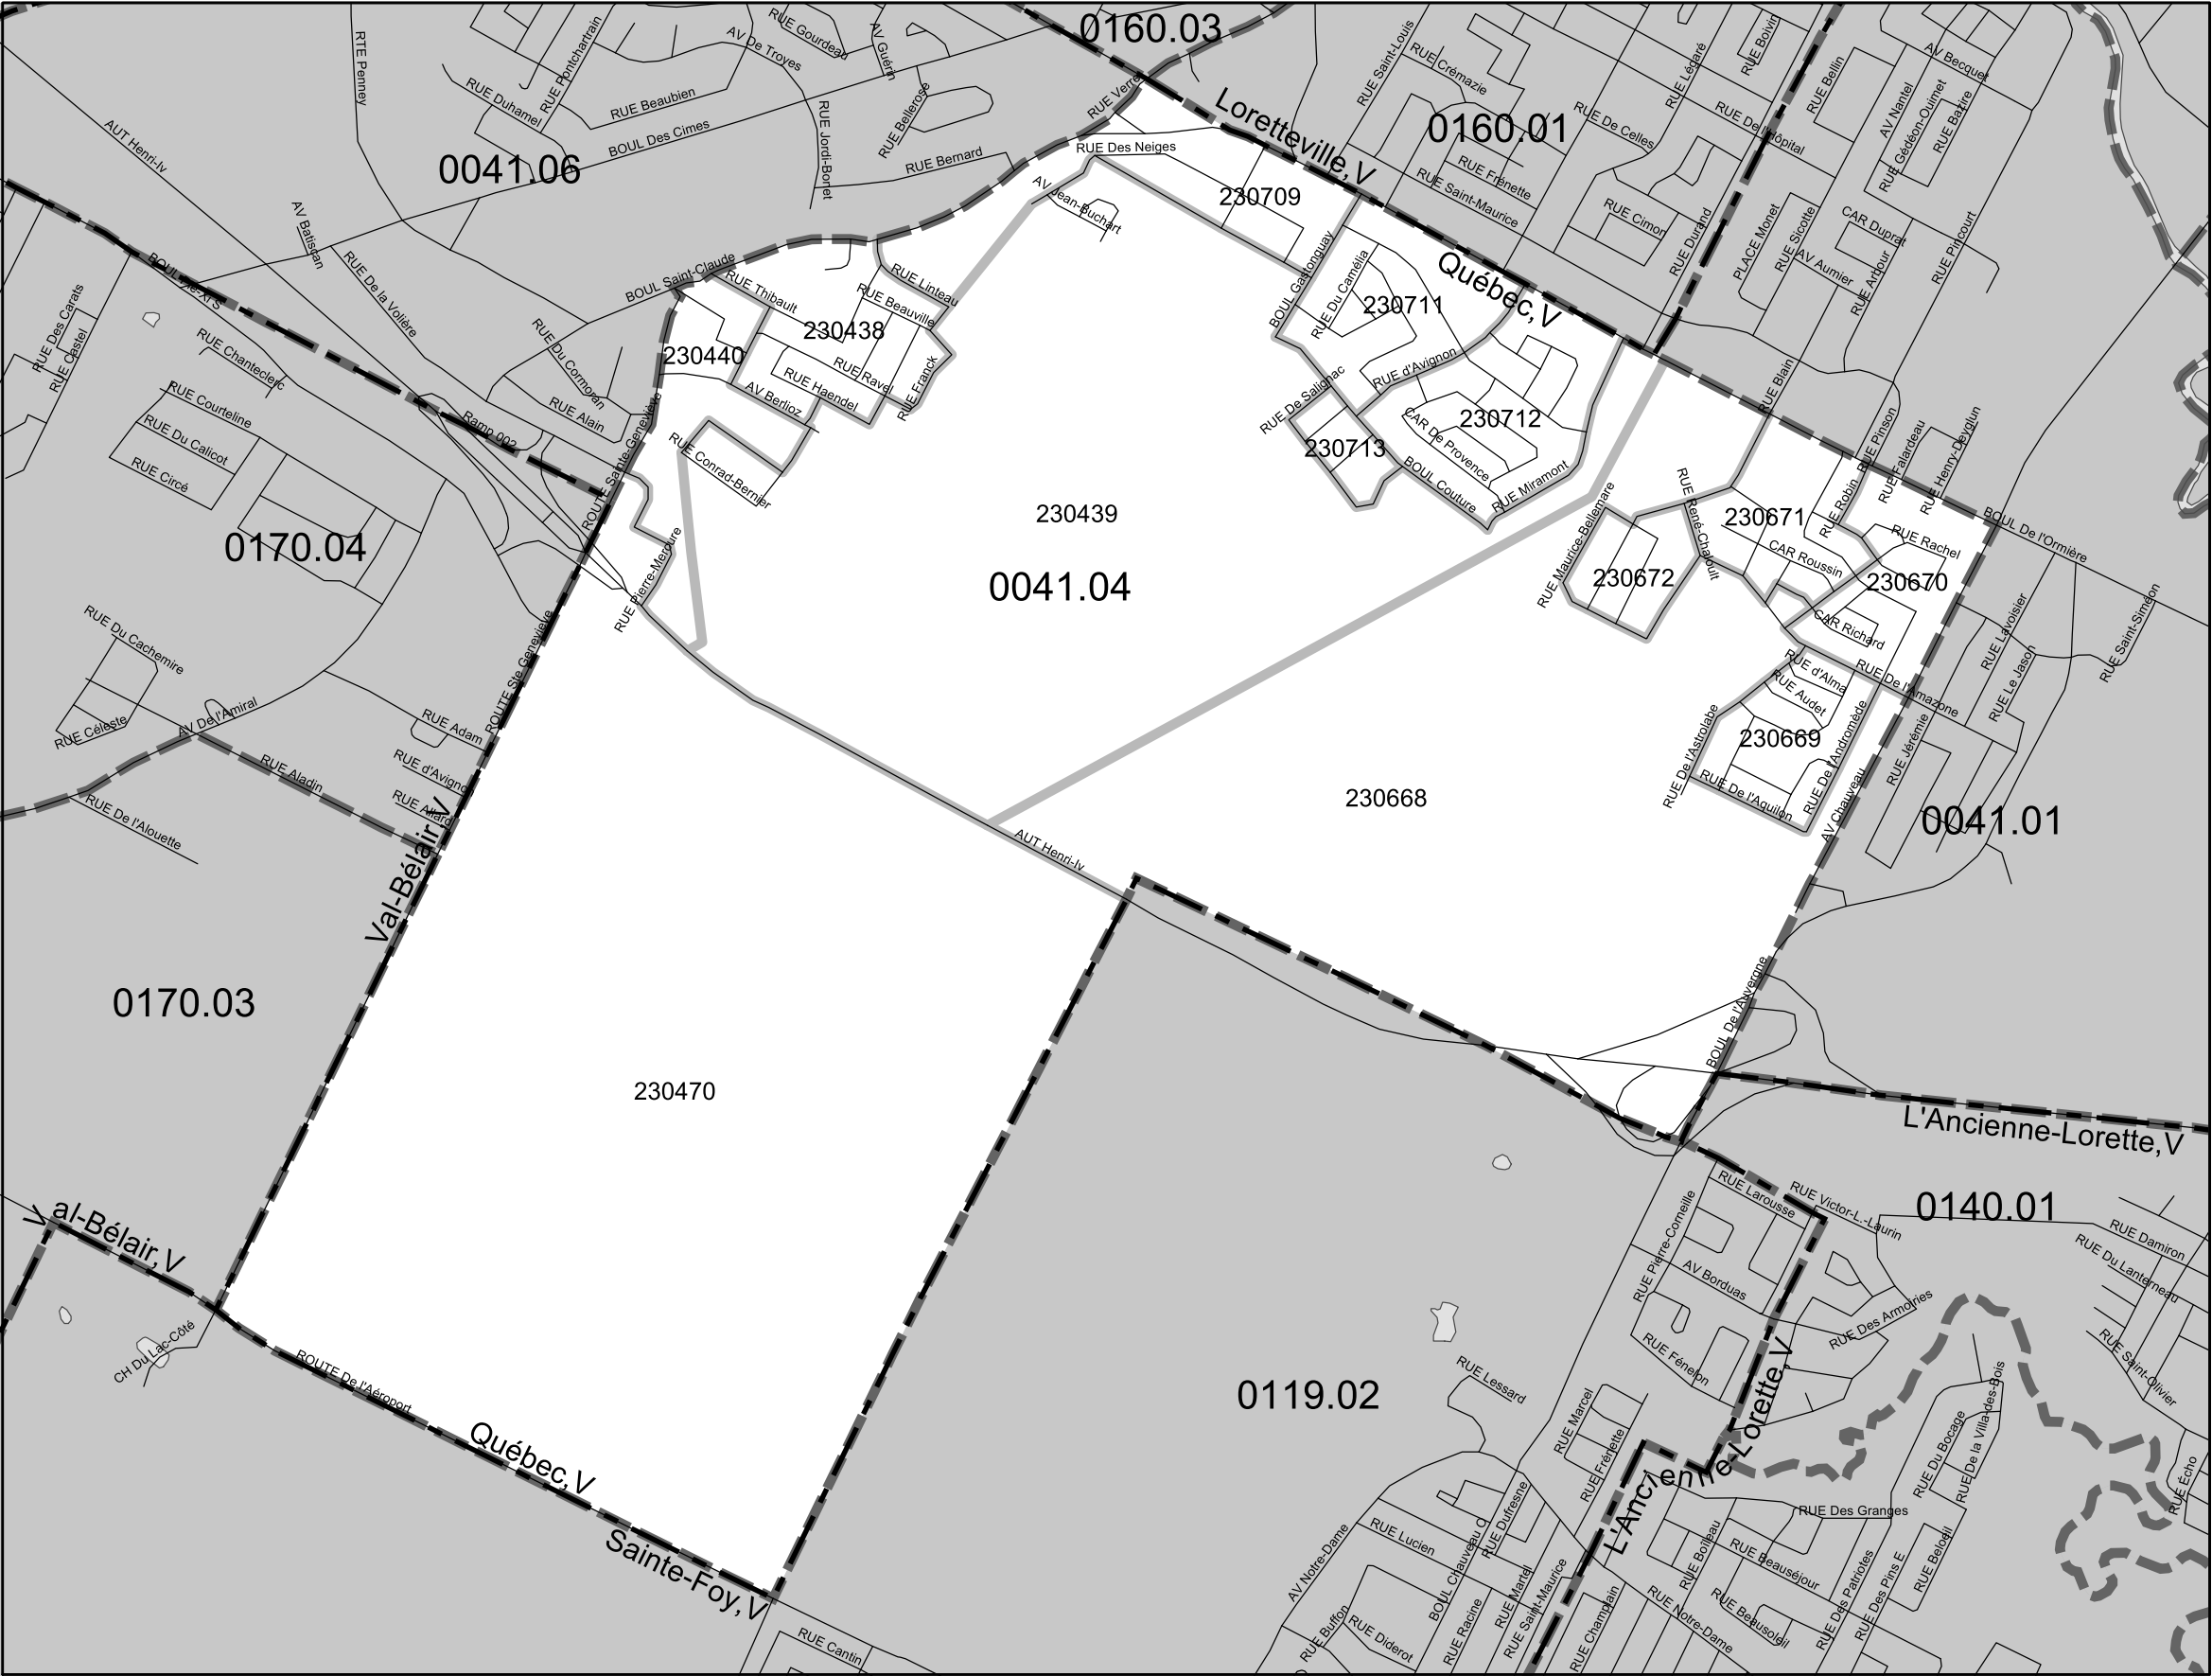 0160.03
RUE Gourdeau
AV Guérin
RTE Penney
RUE Pontchartrain
AV De Troyes
RUE Duhamel
RUE Beaubien
RUE Bellerose
RUE Jordi-Bonet
BOUL Des Cimes
RUE Bernard
AUT Henri-Iv
0041.06
RUE Verret
RUE Des Neiges
Loretteville,V
RUE Saint-Louis
RUE Crémazie
0160.01
RUE Légaré
RUE Boivin
RUE De Celles
RUE De l'Hôpital
RUE Bellin
AV Becquet
AV Nantel
RUE Gédéon-Ouimet
RUE Bazire
RUE Frénette
RUE Saint-Maurice
RUE Cimon
RUE Durand
PLACE Monet
RUE Sicotte
CAR Duprat
AV Aumier
RUE Arbour
RUE Pincourt
AV Jean-Buchart
230709
AV Batiscan
RUE De la Volière
BOUL Saint-Claude
RUE Thibault
RUE Linteau
RUE Beauville
230438
230440
RUE Ravel
RUE Haendel
AV Berlioz
RUE Franck
BOUL Gastonguay
RUE Du Camélia
230711
Québec,V
RUE d'Avignon
RUE De Salignac
230712
CAR De Provence
230713
BOUL Couture
RUE Miramont
RUE Des Carats
RUE Castel
RUE Chanteclerc
RUE Courteline
RUE Du Calicot
RUE Circé
RUE Du Cormoran
RUE Alain
Ramp 002
ROUTE Sainte-Geneviève
RUE Conrad-Bernier
0170.04
RUE Pierre-Mercure
230439
0041.04
RUE Blain
RUE Pinson
RUE Falardeau
RUE Henry-Deyglun
RUE Robin
RUE Maurice-Bellemare
RUE René-Chaloult
230671
BOUL De l'Ormière
RUE Rachel
CAR Roussin
230672
230670
CAR Richard
RUE Lavoisier
RUE Saint-Siméon
RUE Le Jason
RUE d'Alma
RUE Audet
RUE De l'Amazone
RUE De l'Astrolabe
230669
RUE De l'Andromède
RUE De l'Aquilon
RUE Jérémie
AV Chauveau
0041.01
RUE Du Cachemire
RUE Céleste
AV De l'Amiral
RUE Adam
RUE d'Avignon
RUE Allard
RUE Aladin
RUE De l'Alouette
ROUTE Ste Genevieve
Val-Bélair,V
230668
AUT Henri-Iv
0170.03
230470
BOUL De l'Auvergne
L'Ancienne-Lorette,V
0140.01
Val-Bélair,V
CH Du Lac-Côté
ROUTE De l'Aéroport
Québec,V
Sainte-Foy,V
RUE Cantin
0119.02
RUE Larousse
RUE Victor-L.-Laurin
RUE Pierre-Corneille
AV Borduas
RUE Des Armoiries
RUE Fénelon
RUE Damiron
RUE Du Lanterneau
RUE Saint-Olivier
RUE Lessard
RUE Marcel
RUE Frénette
L'Ancienne-Lorette,V
RUE Du Bocage
RUE De la Villa-des-Bois
RUE Écho
RUE Des Granges
AV Notre-Dame
RUE Lucien
BOUL Chauveau O
RUE Dufresne
RUE Buffon
RUE Diderot
RUE Racine
RUE Martel
RUE Saint-Maurice
RUE Champlain
RUE Boileau
RUE Beauséjour
RUE Notre-Dame
RUE Beausoleil
RUE Des Patriotes
RUE Des Pins E
RUE Beloeil